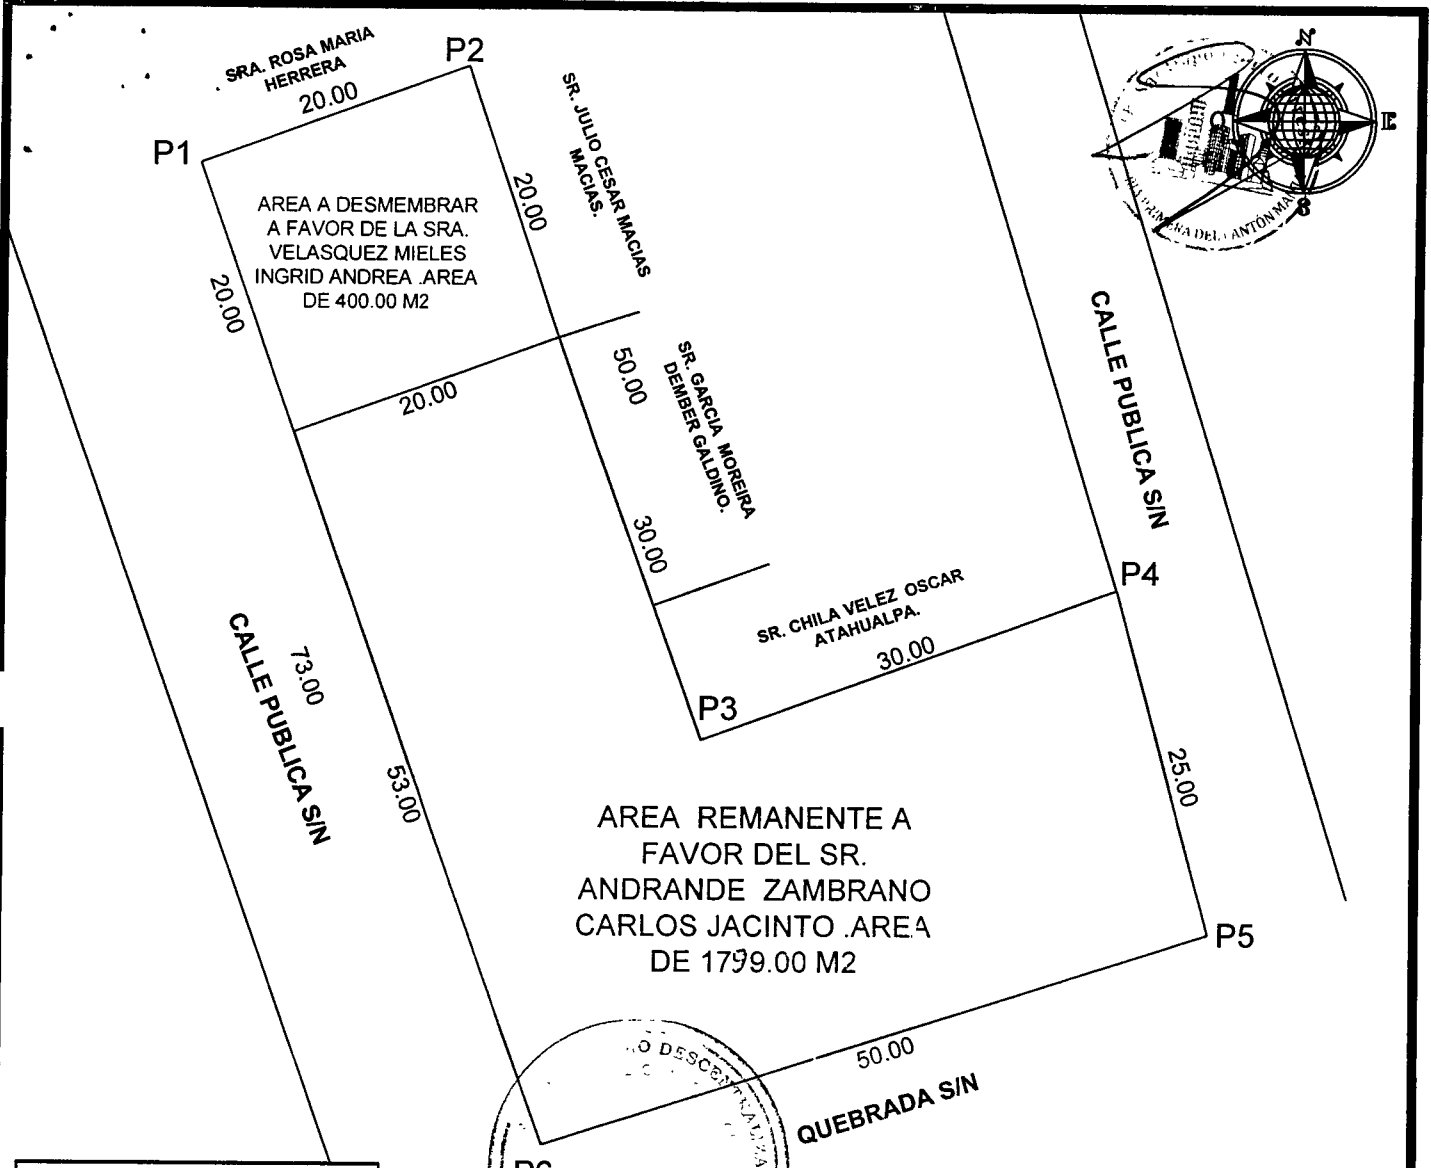 SRA. ROSA MARIA
HERRERA
20.00
P2
P1
SR. JULIO CESAR MACIAS
MACIAS.
20.00
AREA A DESMEMBRAR
A FAVOR DE LA SRA.
VELASQUEZ MIELES
INGRID ANDREA .AREA
DE 400.00 M2
20.00
20.00
50.00
SR. GARCIA MOREIRA
DEMBER GALDINO.
30.00
N
E
S
CALLE PUBLICA S/N
P4
SR. CHILA VELEZ OSCAR
ATAHUALPA.
30.00
P3
CALLE PUBLICA S/N
73.00
53.00
25.00
AREA REMANENTE A
FAVOR DEL SR.
ANDRANDE ZAMBRANO
CARLOS JACINTO .AREA
DE 1799.00 M2
P5
50.00
QUEBRADA S/N
P6